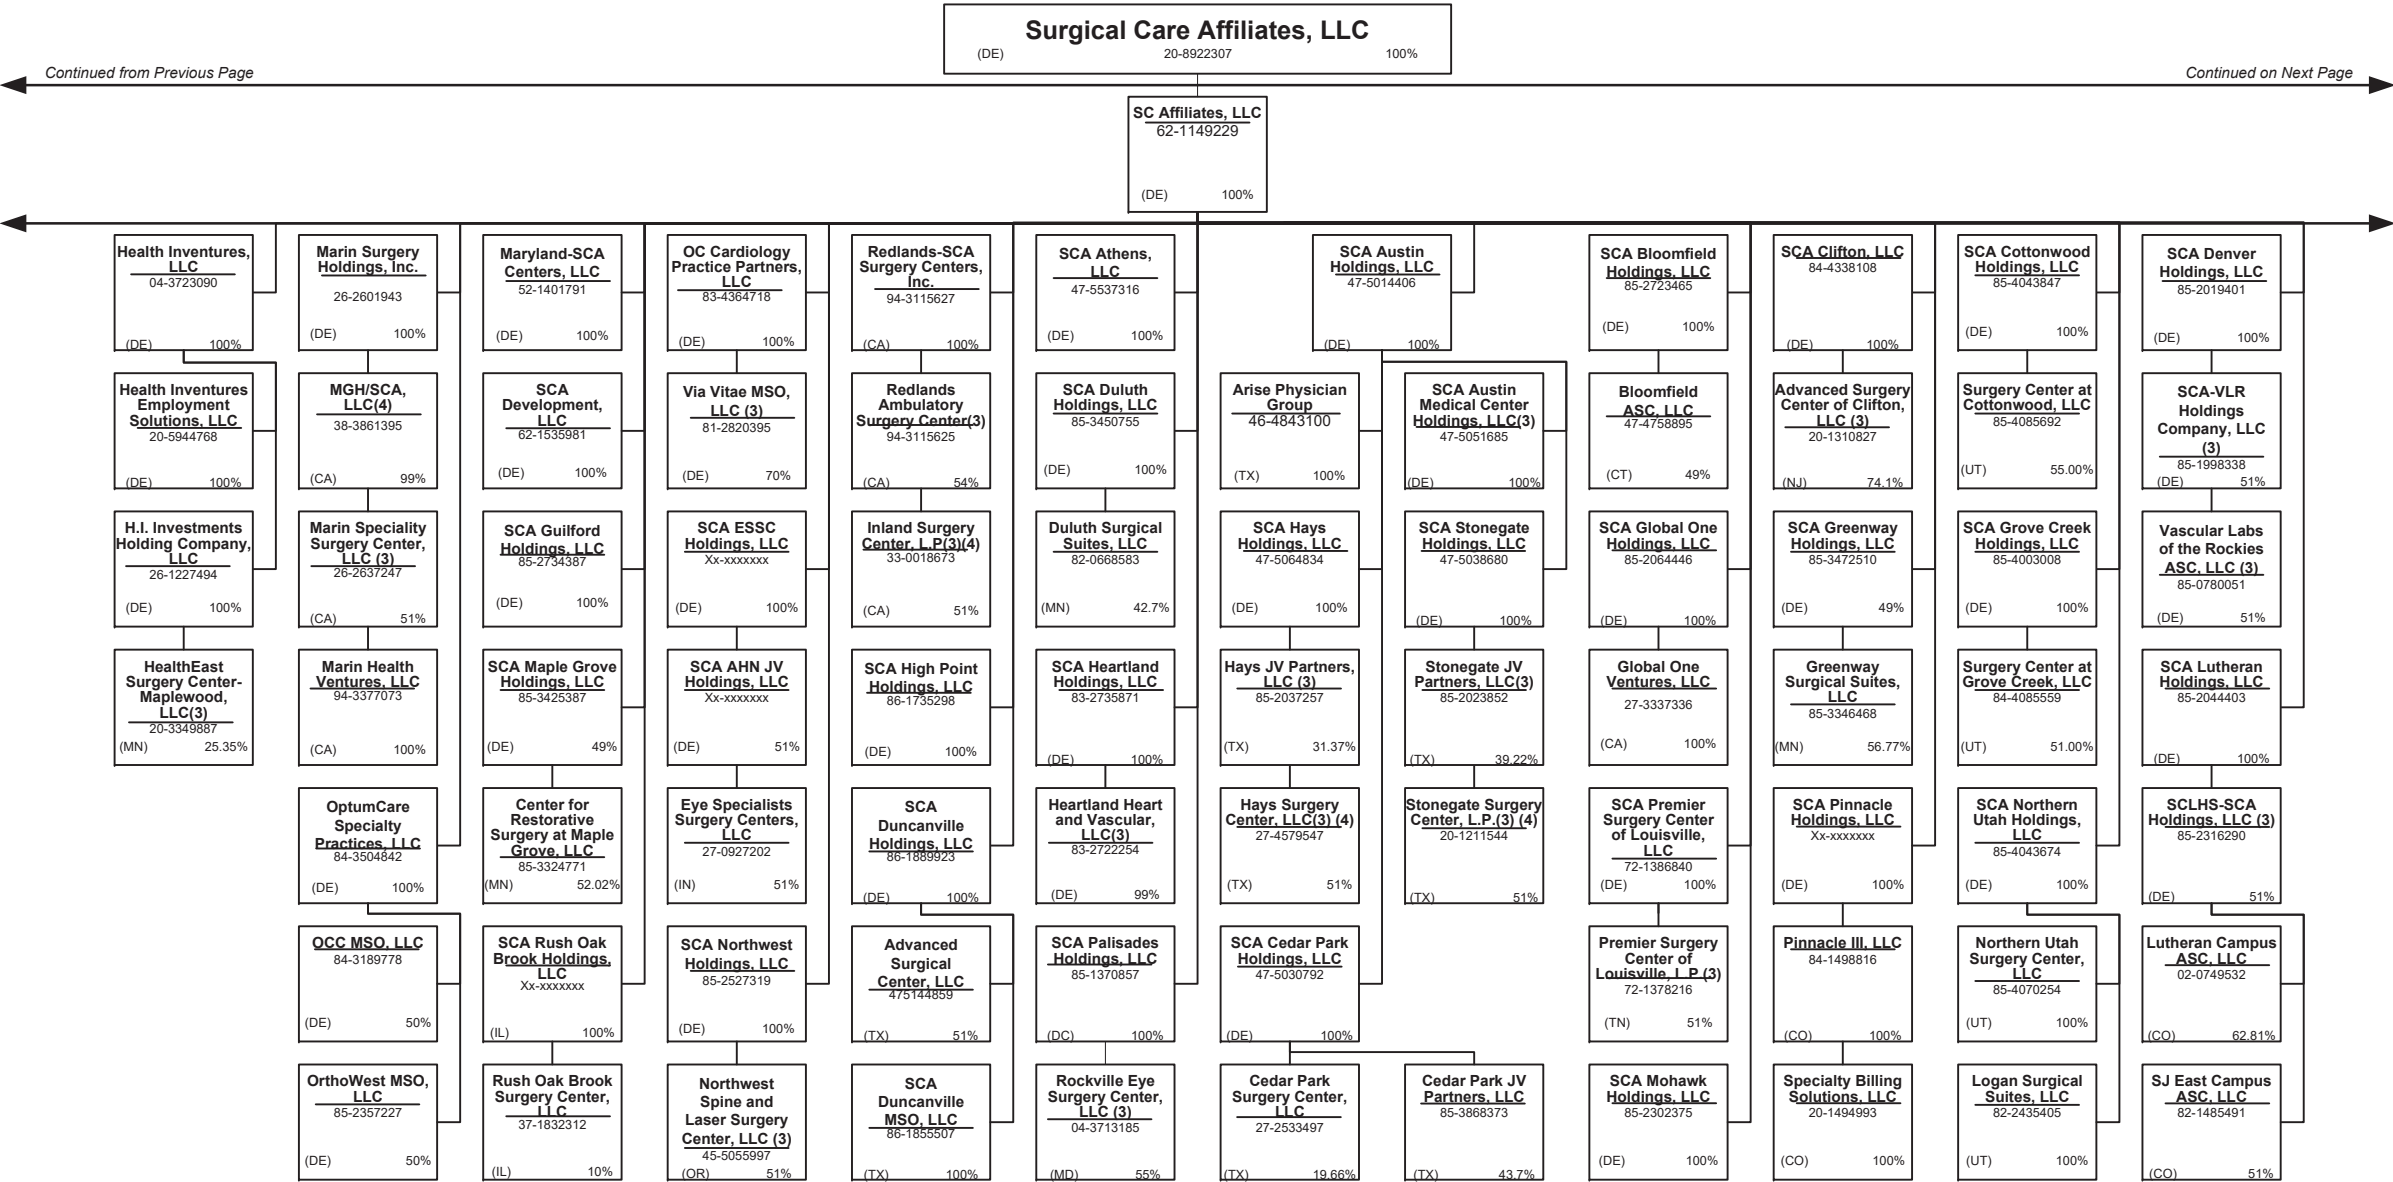 Surgical Care Affiliates, LLC
(DE) 20-8922307 100%
Continued from Previous Page
Continued on Next Page
SC Affiliates, LLC
62-1149229
(DE) 100%
Health Inventures,
LLC
04-3723090
(DE) 100%
Marin Surgery
Holdings, Inc.
26-2601943
(DE) 100%
Maryland-SCA
Centers, LLC
52-1401791
(DE) 100%
OC Cardiology
Practice Partners,
LLC
83-4364718
(DE) 100%
Redlands-SCA
Surgery Centers,
Inc.
94-3115627
(CA) 100%
SCA Athens,
LLC
47-5537316
(DE) 100%
SCA Austin
Holdings, LLC
47-5014406
(DE) 100%
SCA Bloomfield
Holdings, LLC
85-2723465
(DE) 100%
SCA Clifton, LLC
84-4338108
(DE) 100%
SCA Cottonwood
Holdings, LLC
85-4043847
(DE) 100%
SCA Denver
Holdings, LLC
85-2019401
(DE) 100%
Health Inventures
Employment
Solutions, LLC
20-5944768
(DE) 100%
MGH/SCA,
LLC(4)
38-3861395
(CA) 99%
SCA
Development,
LLC
62-1535981
(DE) 100%
Via Vitae MSO,
LLC (3)
81-2820395
(DE) 70%
Redlands
Ambulatory
Surgery Center(3)
94-3115625
(CA) 54%
SCA Duluth
Holdings, LLC
85-3450755
(DE) 100%
Arise Physician
Group
46-4843100
(TX) 100%
SCA Austin
Medical Center
Holdings, LLC(3)
47-5051685
(DE) 100%
Bloomfield
ASC, LLC
47-4758895
(CT) 49%
Advanced Surgery
Center of Clifton,
LLC (3)
20-1310827
(NJ) 74.1%
Surgery Center at
Cottonwood, LLC
85-4085692
(UT) 55.00%
SCA-VLR
Holdings
Company, LLC
(3)
85-1998338
(DE) 51%
H.I. Investments
Holding Company,
LLC
26-1227494
(DE) 100%
Marin Speciality
Surgery Center,
LLC (3)
26-2637247
(CA) 51%
SCA Guilford
Holdings, LLC
85-2734387
(DE) 100%
SCA ESSC
Holdings, LLC
Xx-xxxxxxx
(DE) 100%
Inland Surgery
Center, L.P(3)(4)
33-0018673
(CA) 51%
Duluth Surgical
Suites, LLC
82-0668583
(MN) 42.7%
SCA Hays
Holdings, LLC
47-5064834
(DE) 100%
SCA Stonegate
Holdings, LLC
47-5038680
(DE) 100%
SCA Global One
Holdings, LLC
85-2064446
(DE) 100%
SCA Greenway
Holdings, LLC
85-3472510
(DE) 49%
SCA Grove Creek
Holdings, LLC
85-4003008
(DE) 100%
Vascular Labs
of the Rockies
ASC, LLC (3)
85-0780051
(DE) 51%
HealthEast
Surgery Center-
Maplewood,
LLC(3)
20-3349887
(MN) 25.35%
Marin Health
Ventures, LLC
94-3377073
(CA) 100%
SCA Maple Grove
Holdings, LLC
85-3425387
(DE) 49%
SCA AHN JV
Holdings, LLC
Xx-xxxxxxx
(DE) 51%
SCA High Point
Holdings, LLC
86-1735298
(DE) 100%
SCA Heartland
Holdings, LLC
83-2735871
(DE) 100%
Hays JV Partners,
LLC (3)
85-2037257
(TX) 31.37%
Stonegate JV
Partners, LLC(3)
85-2023852
(TX) 39.22%
Global One
Ventures, LLC
27-3337336
(CA) 100%
Greenway
Surgical Suites,
LLC
85-3346468
(MN) 56.77%
Surgery Center at
Grove Creek, LLC
84-4085559
(UT) 51.00%
SCA Lutheran
Holdings, LLC
85-2044403
(DE) 100%
OptumCare
Specialty
Practices, LLC
84-3504842
(DE) 100%
Center for
Restorative
Surgery at Maple
Grove, LLC
85-3324771
(MN) 52.02%
Eye Specialists
Surgery Centers,
LLC
27-0927202
(IN) 51%
SCA
Duncanville
Holdings, LLC
86-1889923
(DE) 100%
Heartland Heart
and Vascular,
LLC(3)
83-2722254
(DE) 99%
Hays Surgery
Center, LLC(3) (4)
27-4579547
(TX) 51%
Stonegate Surgery
Center, L.P.(3) (4)
20-1211544
(TX) 51%
SCA Premier
Surgery Center
of Louisville,
LLC
72-1386840
(DE) 100%
SCA Pinnacle
Holdings, LLC
Xx-xxxxxxx
(DE) 100%
SCA Northern
Utah Holdings,
LLC
85-4043674
(DE) 100%
SCLHS-SCA
Holdings, LLC (3)
85-2316290
(DE) 51%
OCC MSO, LLC
84-3189778
(DE) 50%
SCA Rush Oak
Brook Holdings,
LLC
Xx-xxxxxxx
(IL) 100%
SCA Northwest
Holdings, LLC
85-2527319
(DE) 100%
Advanced
Surgical
Center, LLC
475144859
(TX) 51%
SCA Palisades
Holdings, LLC
85-1370857
(DC) 100%
SCA Cedar Park
Holdings, LLC
47-5030792
(DE) 100%
Premier Surgery
Center of
Louisville, L.P (3)
72-1378216
(TN) 51%
Pinnacle III, LLC
84-1498816
(CO) 100%
Northern Utah
Surgery Center,
LLC
85-4070254
(UT) 100%
Lutheran Campus
ASC, LLC
02-0749532
(CO) 62.81%
OrthoWest MSO,
LLC
85-2357227
(DE) 50%
Rush Oak Brook
Surgery Center,
LLC
37-1832312
(IL) 10%
Northwest
Spine and
Laser Surgery
Center, LLC (3)
45-5055997
(OR) 51%
SCA
Duncanville
MSO, LLC
86-1855507
(TX) 100%
Rockville Eye
Surgery Center,
LLC (3)
04-3713185
(MD) 55%
Cedar Park
Surgery Center,
LLC
27-2533497
(TX) 19.66%
Cedar Park JV
Partners, LLC
85-3868373
(TX) 43.7%
SCA Mohawk
Holdings, LLC
85-2302375
(DE) 100%
Specialty Billing
Solutions, LLC
20-1494993
(CO) 100%
Logan Surgical
Suites, LLC
82-2435405
(UT) 100%
SJ East Campus
ASC, LLC
82-1485491
(CO) 51%